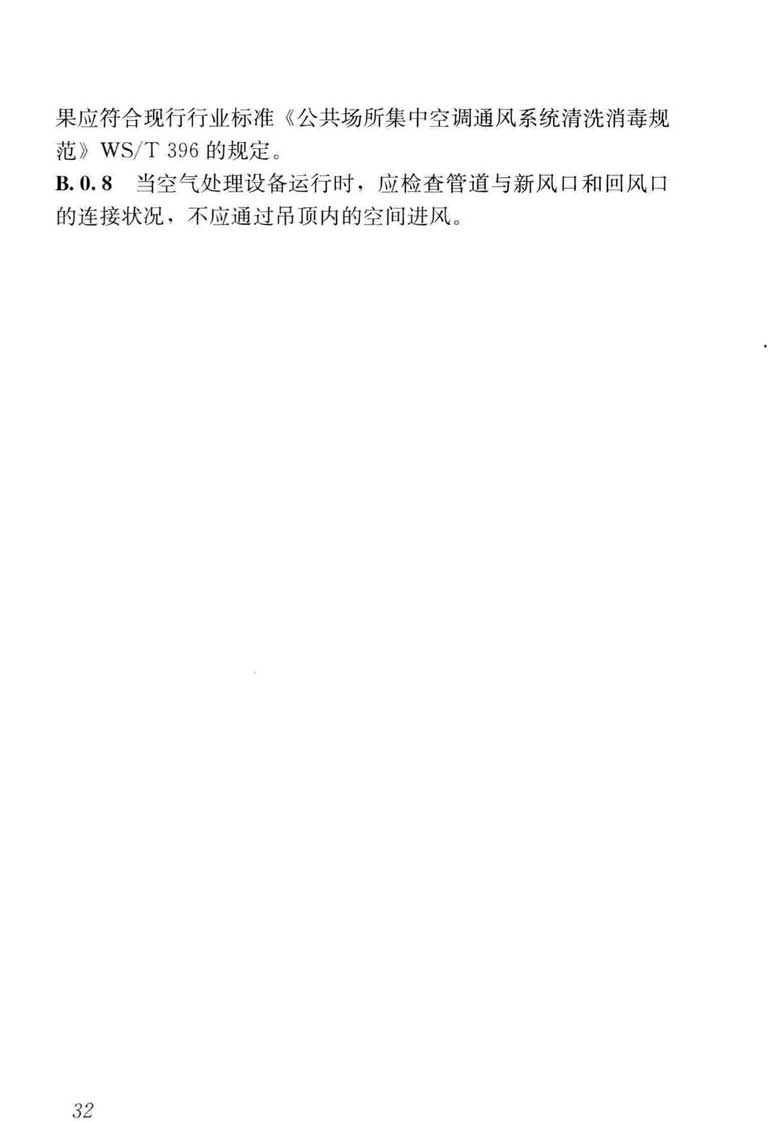 果应符合现行行业标准《公共场所集中空调通风系统清洗消毒规
范》WS/T 396 的规定。
B.0.8 当空气处理设备运行时，应检查管道与新风口和回风口
的连接状况，不应通过吊顶内的空间进风。
32